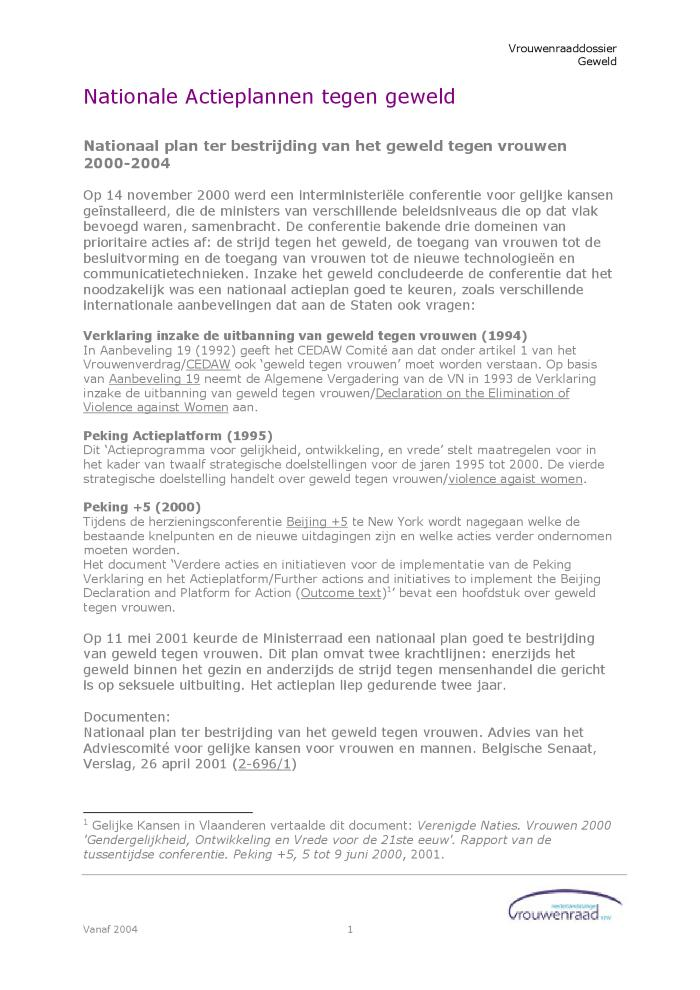 Vrouwenraaddossier
Geweld
Nationale Actieplannen tegen geweld
Nationaal plan ter bestrijding van het geweld tegen vrouwen
2000-2004
Op 14 november 2000 werd een interministeriële conferentie voor gelijke kansen
geïnstalleerd, die de ministers van verschillende beleidsniveaus die op dat vlak
bevoegd waren, samenbracht. De conferentie bakende drie domeinen van
prioritaire acties af: de strijd tegen het geweld, de toegang van vrouwen tot de
besluitvorming en de toegang van vrouwen tot de nieuwe technologieën en
communicatietechnieken. Inzake het geweld concludeerde de conferentie dat het
noodzakelijk was een nationaal actieplan goed te keuren, zoals verschillende
internationale aanbevelingen dat aan de Staten ook vragen:
Verklaring inzake de uitbanning van geweld tegen vrouwen (1994)
In Aanbeveling 19 (1992) geeft het CEDAW Comité aan dat onder artikel 1 van het
Vrouwenverdrag/CEDAW ook ‘geweld tegen vrouwen’ moet worden verstaan. Op basis
van Aanbeveling 19 neemt de Algemene Vergadering van de VN in 1993 de Verklaring
inzake de uitbanning van geweld tegen vrouwen/Declaration on the Elimination of
Violence against Women aan.
Peking Actieplatform (1995)
Dit ‘Actieprogramma voor gelijkheid, ontwikkeling, en vrede’ stelt maatregelen voor in
het kader van twaalf strategische doelstellingen voor de jaren 1995 tot 2000. De vierde
strategische doelstelling handelt over geweld tegen vrouwen/violence agaist women.
Peking +5 (2000)
Tijdens de herzieningsconferentie Beijing +5 te New York wordt nagegaan welke de
bestaande knelpunten en de nieuwe uitdagingen zijn en welke acties verder ondernomen
moeten worden.
Het document ‘Verdere acties en initiatieven voor de implementatie van de Peking
Verklaring en het Actieplatform/Further actions and initiatives to implement the Beijing
Declaration and Platform for Action (Outcome text)¹’ bevat een hoofdstuk over geweld
tegen vrouwen.
Op 11 mei 2001 keurde de Ministerraad een nationaal plan goed te bestrijding
van geweld tegen vrouwen. Dit plan omvat twee krachtlijnen: enerzijds het
geweld binnen het gezin en anderzijds de strijd tegen mensenhandel die gericht
is op seksuele uitbuiting. Het actieplan liep gedurende twee jaar.
Documenten:
Nationaal plan ter bestrijding van het geweld tegen vrouwen. Advies van het
Adviescomité voor gelijke kansen voor vrouwen en mannen. Belgische Senaat,
Verslag, 26 april 2001 (2-696/1)
¹ Gelijke Kansen in Vlaanderen vertaalde dit document: Verenigde Naties. Vrouwen 2000
'Gendergelijkheid, Ontwikkeling en Vrede voor de 21ste eeuw'. Rapport van de
tussentijdse conferentie. Peking +5, 5 tot 9 juni 2000, 2001.
nederlandstalige
vrouwenraad vzw
Vanaf 2004
1